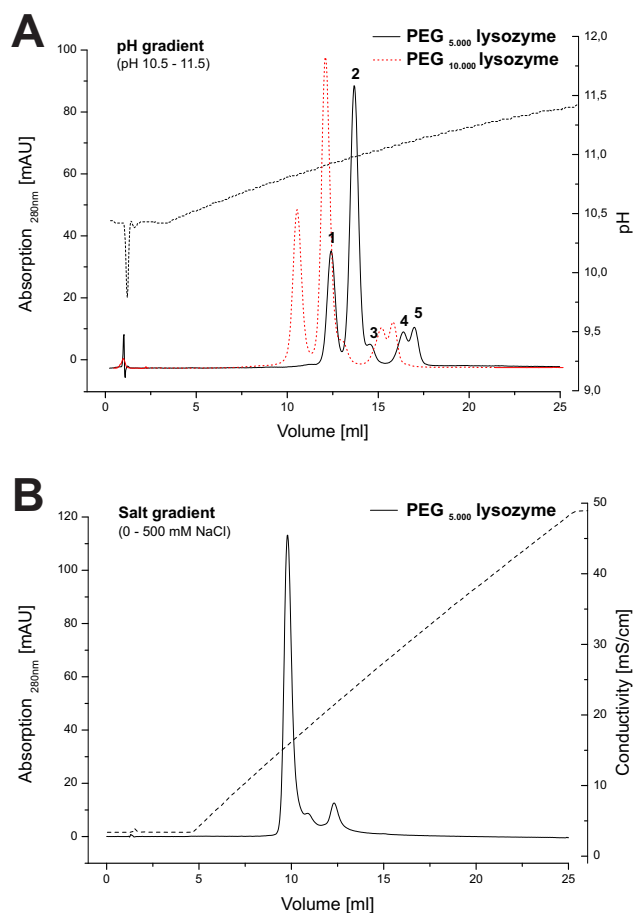 A
pH gradient
(pH 10.5 - 11.5)
PEG 5.000 lysozyme
PEG 10.000 lysozyme
100
80
60
40
20
0
Absorption 280nm [mAU]
12,0
11,5
11,0
10,5
10,0
9,5
9,0
pH
1
2
3
4
5
0
5
10
15
20
25
Volume [ml]
B
Salt gradient
(0 - 500 mM NaCl)
PEG 5.000 lysozyme
120
100
80
60
40
20
0
Absorption 280nm [mAU]
50
40
30
20
10
0
Conductivity [mS/cm]
0
5
10
15
20
25
Volume [ml]